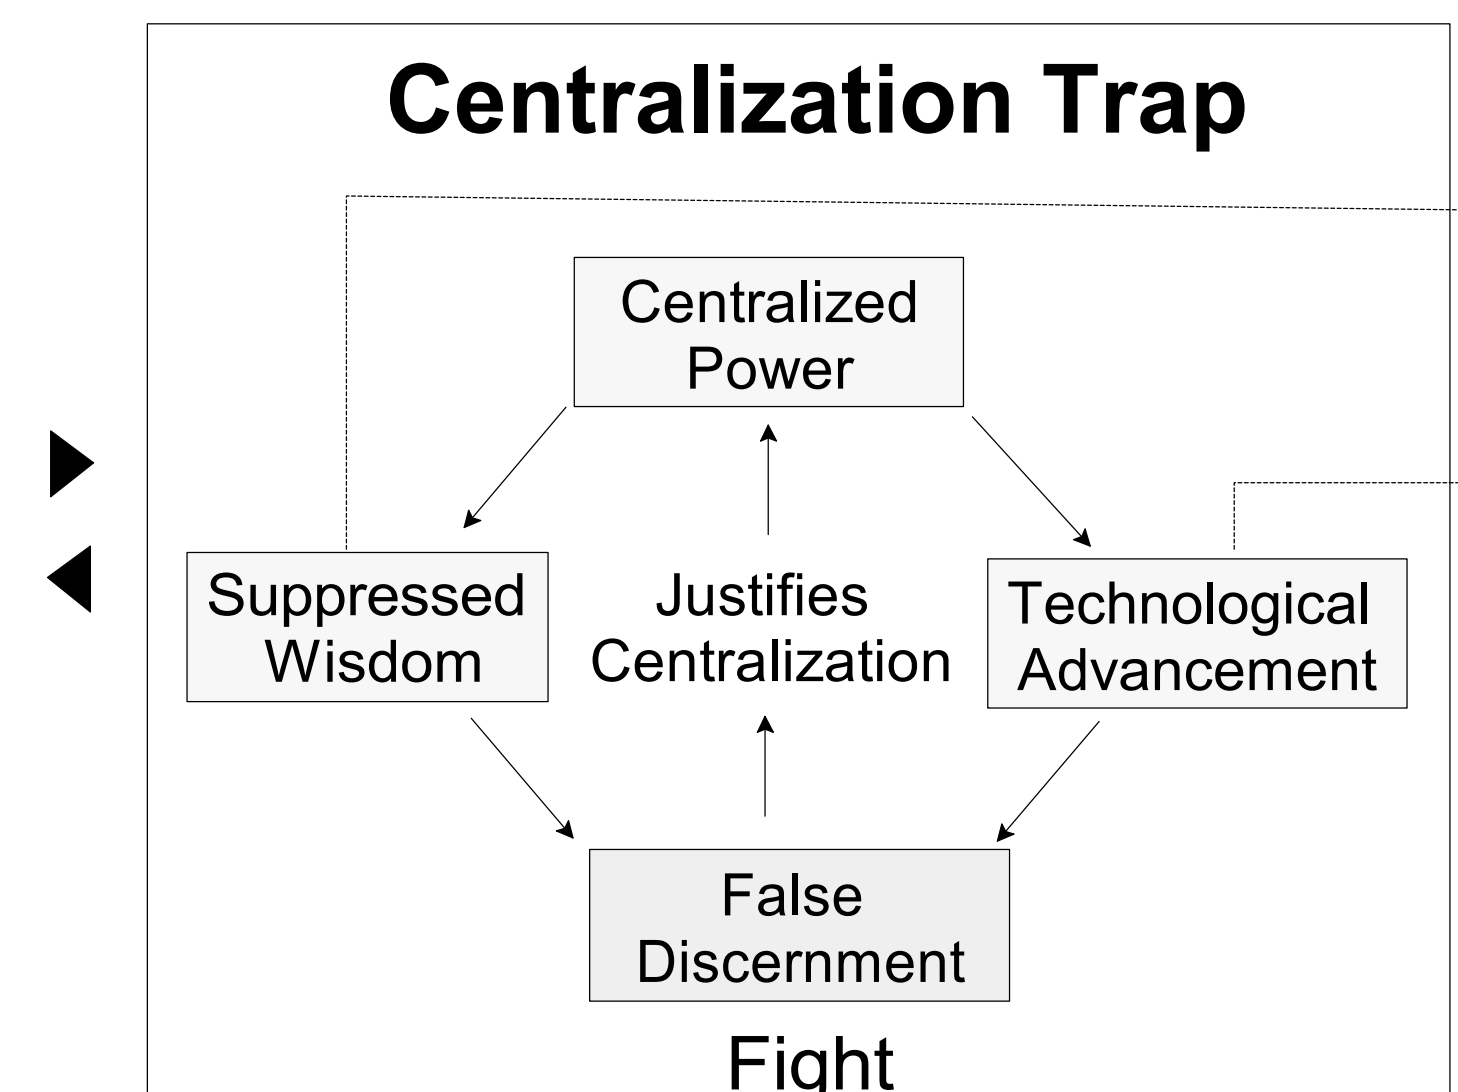 Centralization Trap
Centralized
Power
Suppressed
Wisdom
Justifies
Centralization
Technological
Advancement
False
Discernment
Fight